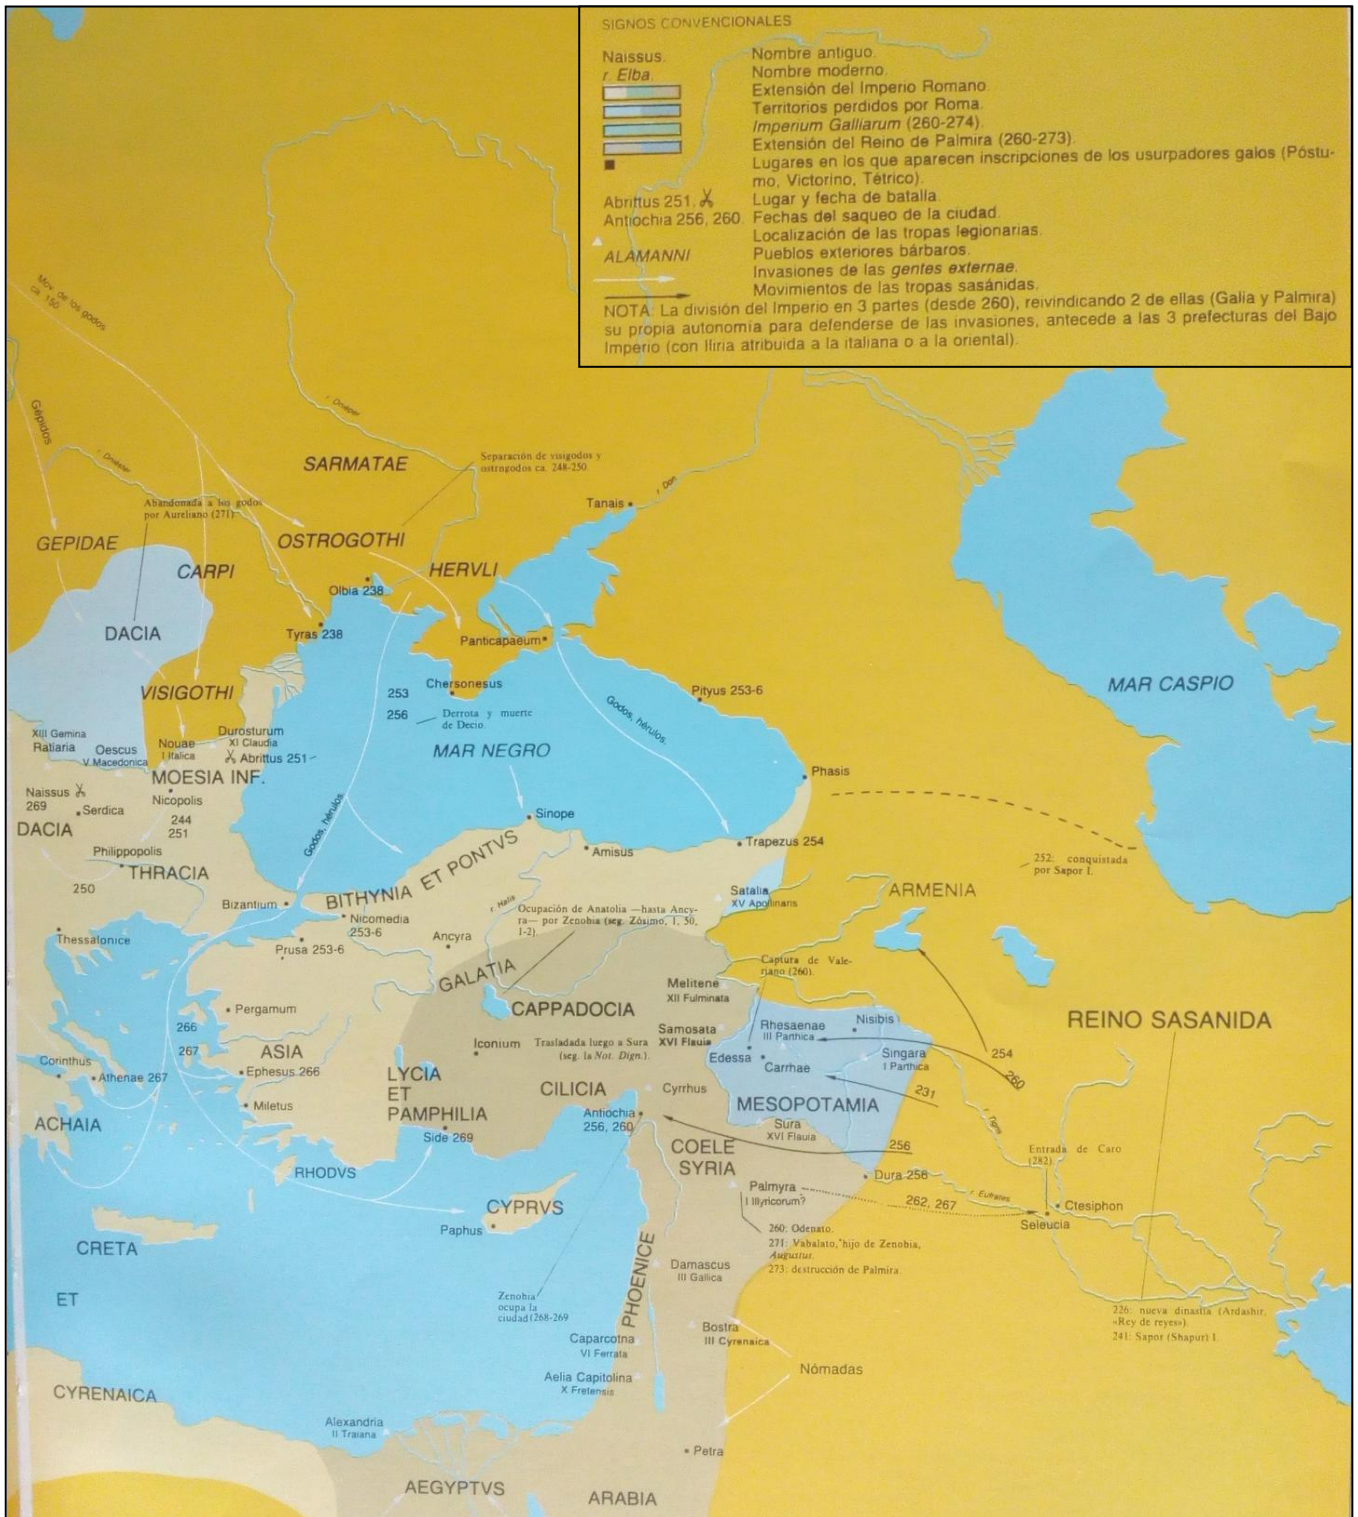 SIGNOS CONVENCIONALES
Naissus.
Nombre antiguo.
r. Elba.
Nombre moderno.
Extensión del Imperio Romano.
Territorios perdidos por Roma.
Imperium Galliarum (260-274).
Extensión del Reino de Palmira (260-273).
Lugares en los que aparecen inscripciones de los usurpadores galos (Póstu-
mo, Victorino, Tétrico).
Abrittus 251.
Lugar y fecha de batalla.
Antiochia 256, 260.
Fechas del saqueo de la ciudad.
Localización de las tropas legionarias.
ALAMANNI
Pueblos exteriores bárbaros.
Invasiones de las gentes externae.
Movimientos de las tropas sasánidas.
NOTA: La división del Imperio en 3 partes (desde 260), reivindicando 2 de ellas (Galia y Palmira)
su propia autonomía para defenderse de las invasiones, antecede a las 3 prefecturas del Bajo
Imperio (con Iliria atribuida a la italiana o a la oriental).
Mov. de los godos
ca. 150
Gépidos
r. Dniéper
r. Dniéster
SARMATAE
Separación de visigodos y
ostrogodos ca. 248-250.
r. Don
Tanais
Abandonada a los godos
por Aureliano (271)
GEPIDAE
OSTROGOTHI
CARPI
HERVLI
Olbia 238
DACIA
Tyras 238
Panticapaeum
VISIGOTHI
Chersonesus
253
256
Derrota y muerte
de Decio.
Pityus 253-6
MAR CASPIO
Godos, hérulos.
XIII Gemina
Ratiaria
Oescus
V Macedonica
Nouae
I Italica
Durosturum
XI Claudia
Abrittus 251
MAR NEGRO
MOESIA INF.
Phasis
Naissus
269
Serdica
Nicopolis
244
251
DACIA
Sinope
Godos, hérulos.
Philippopolis
THRACIA
250
Amisus
Trapezus 254
252: conquistada
por Sapor I.
BITHYNIA ET PONTVS
Satalia
XV Apollinaris
ARMENIA
Bizantium
r. Halis
Nicomedia
253-6
Ocupación de Anatolia —hasta Ancy-
ra— por Zenobia (seg. Zósimo, 1, 50,
1-2).
Thessalonice
Prusa 253-6
Ancyra
Captura de Vale-
riano (260).
GALATIA
Melitene
XII Fulminata
CAPPADOCIA
Pergamum
REINO SASANIDA
266
267
Samosata
XVI Flauia
Rhesaenae
III Parthica
Nisibis
Iconium
Trasladada luego a Sura
(seg. la Not. Dign.).
ASIA
Edessa
Carrhae
Singara
I Parthica
254
260
Corinthus
Athenae 267
Ephesus 266
LYCIA
ET
PAMPHILIA
CILICIA
Cyrrhus
231
Miletus
MESOPOTAMIA
ACHAIA
Side 269
Antiochia
256, 260
Sura
XVI Flauia
r. Tigris
256
COELE
SYRIA
Entrada de Caro
(282).
RHODVS
Dura 256
r. Eufrates
Palmyra
I Illyricorum?
262, 267
Ctesiphon
Seleucia
CYPRVS
Paphus
260: Odenato.
271: Vabalato, hijo de Zenobia,
Augustus.
273: destrucción de Palmira.
CRETA
ET
PHOENICE
Damascus
III Gallica
Zenobia
ocupa la
ciudad (268-269
226: nueva dinastía (Ardashir.
«Rey de reyes»).
241: Sapor (Shapur) I.
Caparcotna
VI Ferrata
Bostra
III Cyrenaica
Aelia Capitolina
X Fretensis
Nómadas
CYRENAICA
Alexandria
II Traiana
Petra
AEGYPTVS
ARABIA